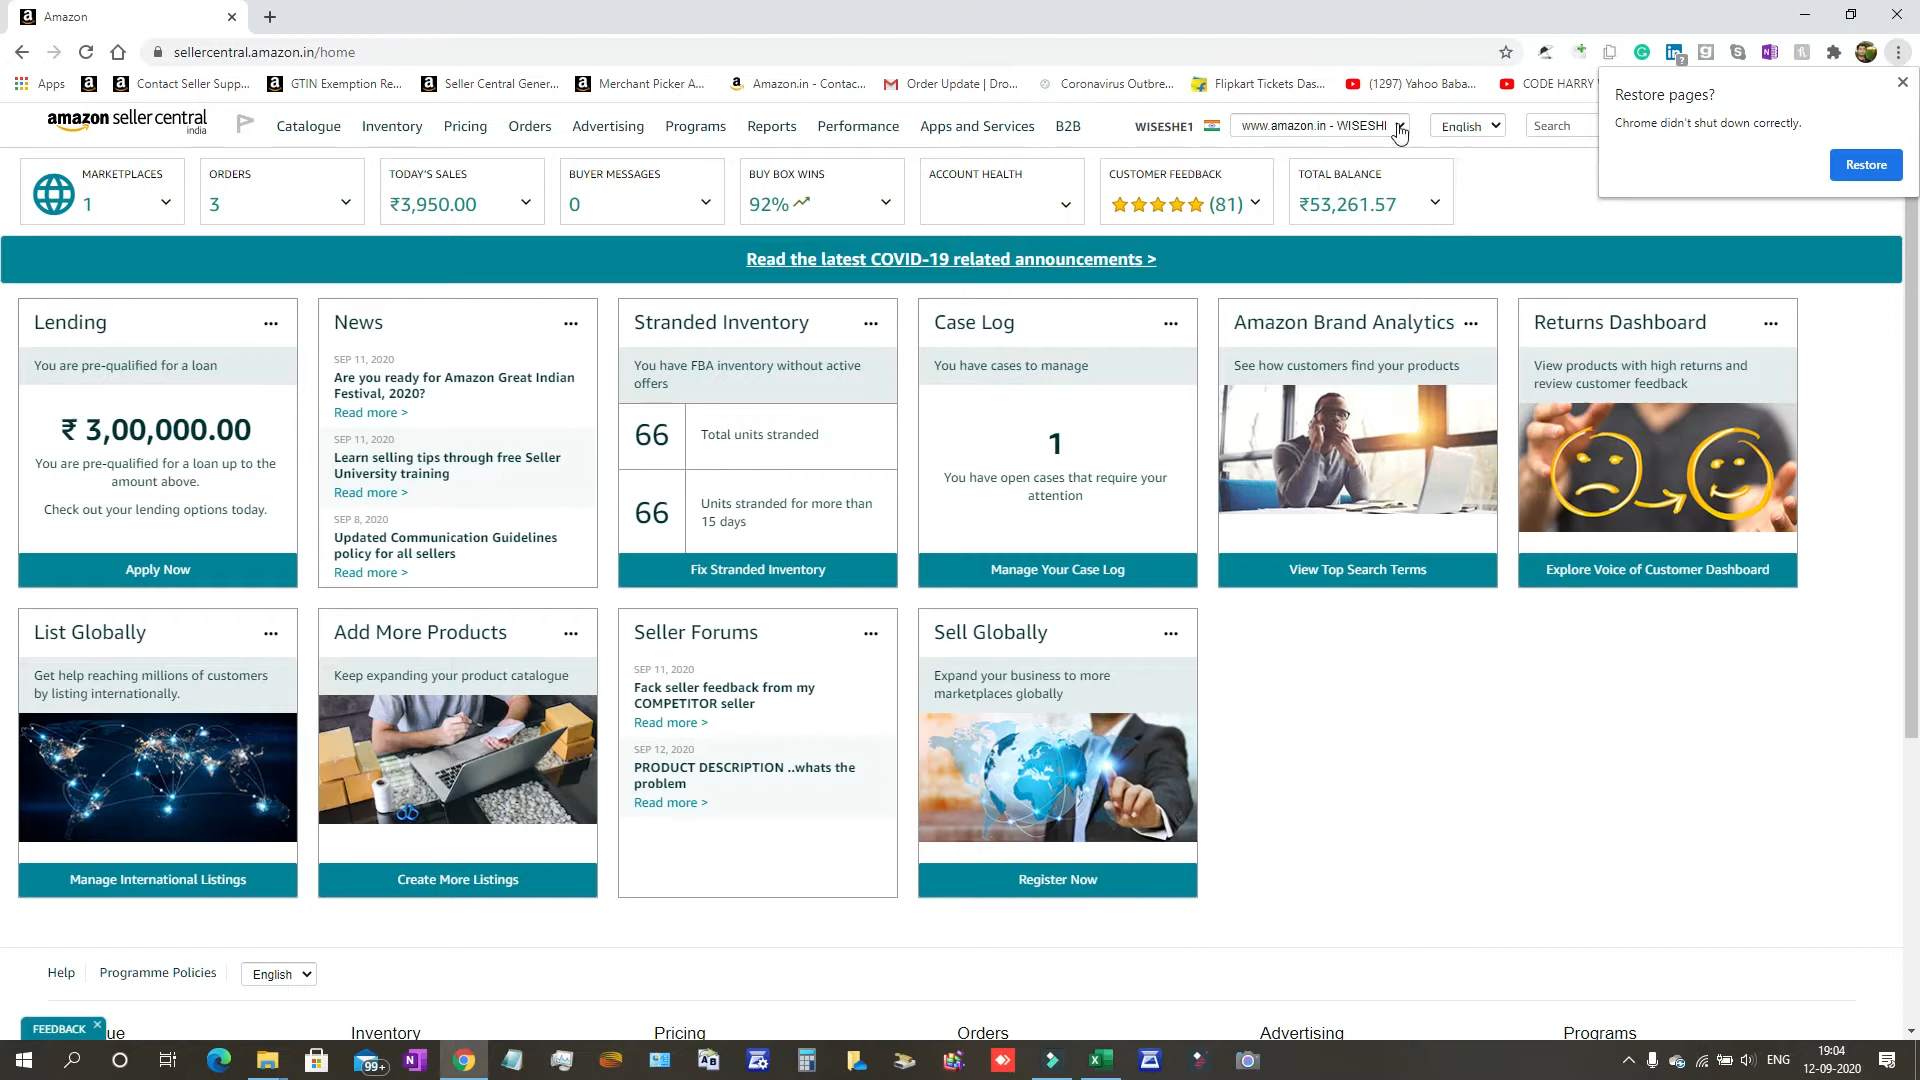 Amazon
sellercentral.amazon.in/home
Apps
Contact Seller Supp...
GTIN Exemption Re...
Seller Central Gener...
Merchant Picker A...
Amazon.in - Contac...
Order Update | Dro...
Coronavirus Outbre...
Flipkart Tickets Das...
(1297) Yahoo Baba...
CODE HARRY
Restore pages?
Chrome didn't shut down correctly.
Restore
amazon seller central
india
Catalogue
Inventory
Pricing
Orders
Advertising
Programs
Reports
Performance
Apps and Services
B2B
WISESHE1
www.amazon.in - WISESHI
English
Search
MARKETPLACES
1
ORDERS
3
TODAY'S SALES
₹3,950.00
BUYER MESSAGES
0
BUY BOX WINS
92%
ACCOUNT HEALTH
CUSTOMER FEEDBACK
(81)
TOTAL BALANCE
₹53,261.57
Read the latest COVID-19 related announcements >
Lending
You are pre-qualified for a loan
₹ 3,00,000.00
You are pre-qualified for a loan up to the
amount above.
Check out your lending options today.
Apply Now
News
SEP 11, 2020
Are you ready for Amazon Great Indian
Festival, 2020?
Read more >
SEP 11, 2020
Learn selling tips through free Seller
University training
Read more >
SEP 8, 2020
Updated Communication Guidelines
policy for all sellers
Read more >
Stranded Inventory
You have FBA inventory without active
offers
66
Total units stranded
66
Units stranded for more than
15 days
Fix Stranded Inventory
Case Log
You have cases to manage
1
You have open cases that require your
attention
Manage Your Case Log
Amazon Brand Analytics
See how customers find your products
View Top Search Terms
Returns Dashboard
View products with high returns and
review customer feedback
Explore Voice of Customer Dashboard
List Globally
Get help reaching millions of customers
by listing internationally.
Manage International Listings
Add More Products
Keep expanding your product catalogue
Create More Listings
Seller Forums
SEP 11, 2020
Fack seller feedback from my
COMPETITOR seller
Read more >
SEP 12, 2020
PRODUCT DESCRIPTION ..whats the
problem
Read more >
Sell Globally
Expand your business to more
marketplaces globally
Register Now
Help
Programme Policies
English
FEEDBACK
ue
Inventory
Pricing
Orders
Advertising
Programs
99+
ENG
19:04
12-09-2020